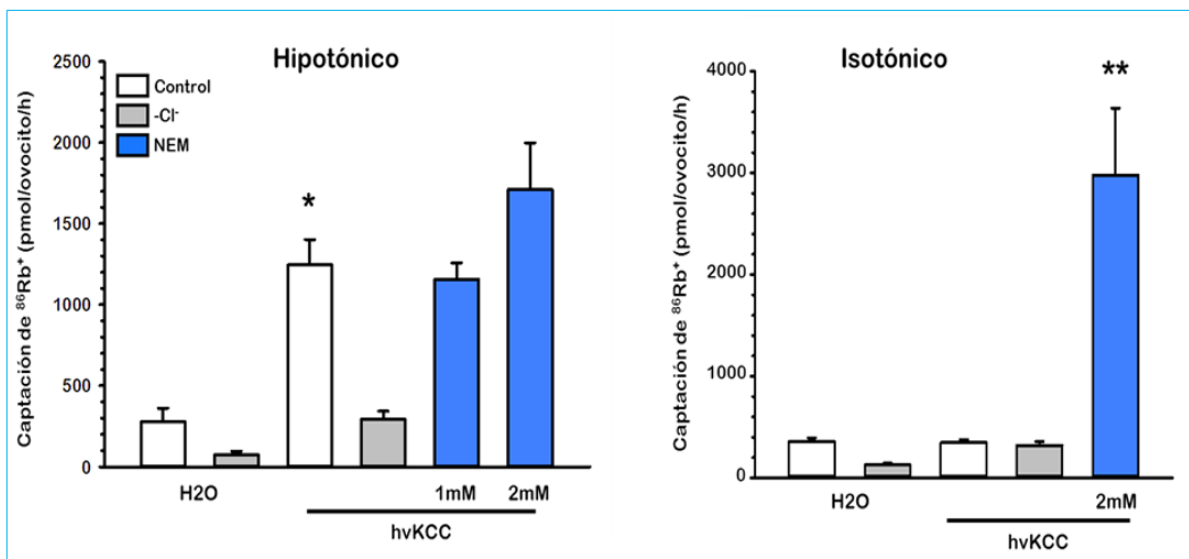 Hipotónico
Captación de ⁸⁶Rb⁺ (pmol/ovocito/h)
2500
2000
1500
1000
500
0
Control
-Cl⁻
NEM
*
H2O
1mM
2mM
hvKCC
Isotónico
Captación de ⁸⁶Rb⁺ (pmol/ovocito/h)
4000
3000
2000
1000
0
**
H2O
2mM
hvKCC